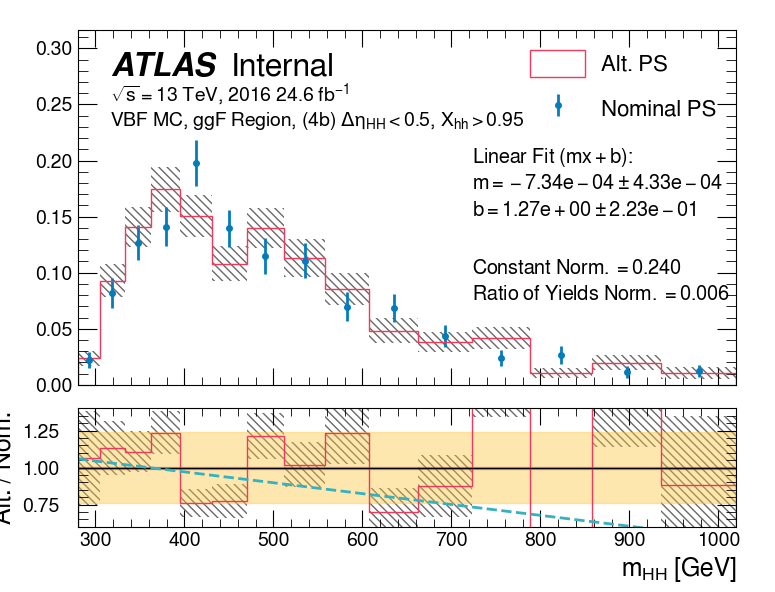 ATLAS Internal
√s = 13 TeV, 2016 24.6 fb⁻¹
VBF MC, ggF Region, (4b) Δη_HH < 0.5, X_hh > 0.95
Alt. PS
Nominal PS
Linear Fit (mx + b):
m = − 7.34e − 04 ± 4.33e − 04
b = 1.27e + 00 ± 2.23e − 01
Constant Norm. = 0.240
Ratio of Yields Norm. = 0.006
0.30
0.25
0.20
0.15
0.10
0.05
0.00
Alt. / Nom.
1.25
1.00
0.75
300 400 500 600 700 800 900 1000
m_HH [GeV]